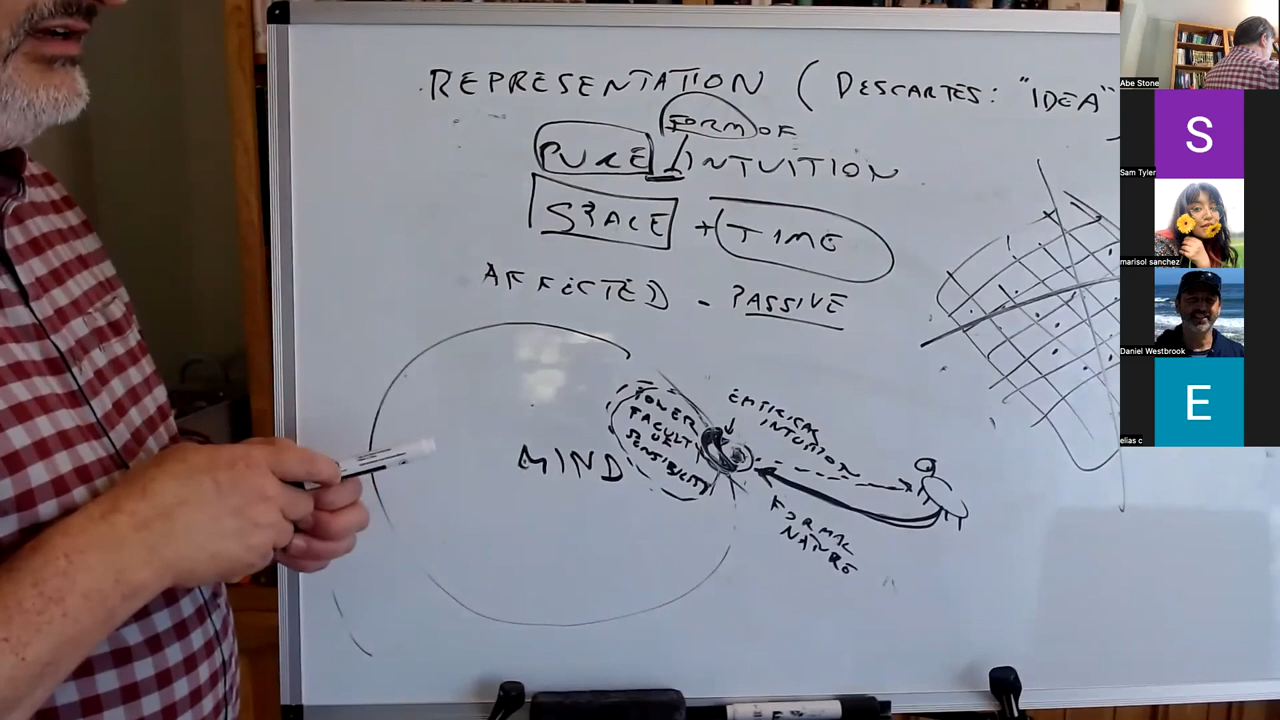 REPRESENTATION ( DESCARTES: "IDEA"
FORM OF
PURE / INTUITION
SPACE + TIME
AFFECTED - PASSIVE
MIND
POWER
FACULTY
OF
SENSIBILITY
EMPIRICAL
INTUITION
FORMAL
NATURE
Abe Stone
S
Sam Tyler
marisol sanchez
Daniel Westbrook
E
elias c